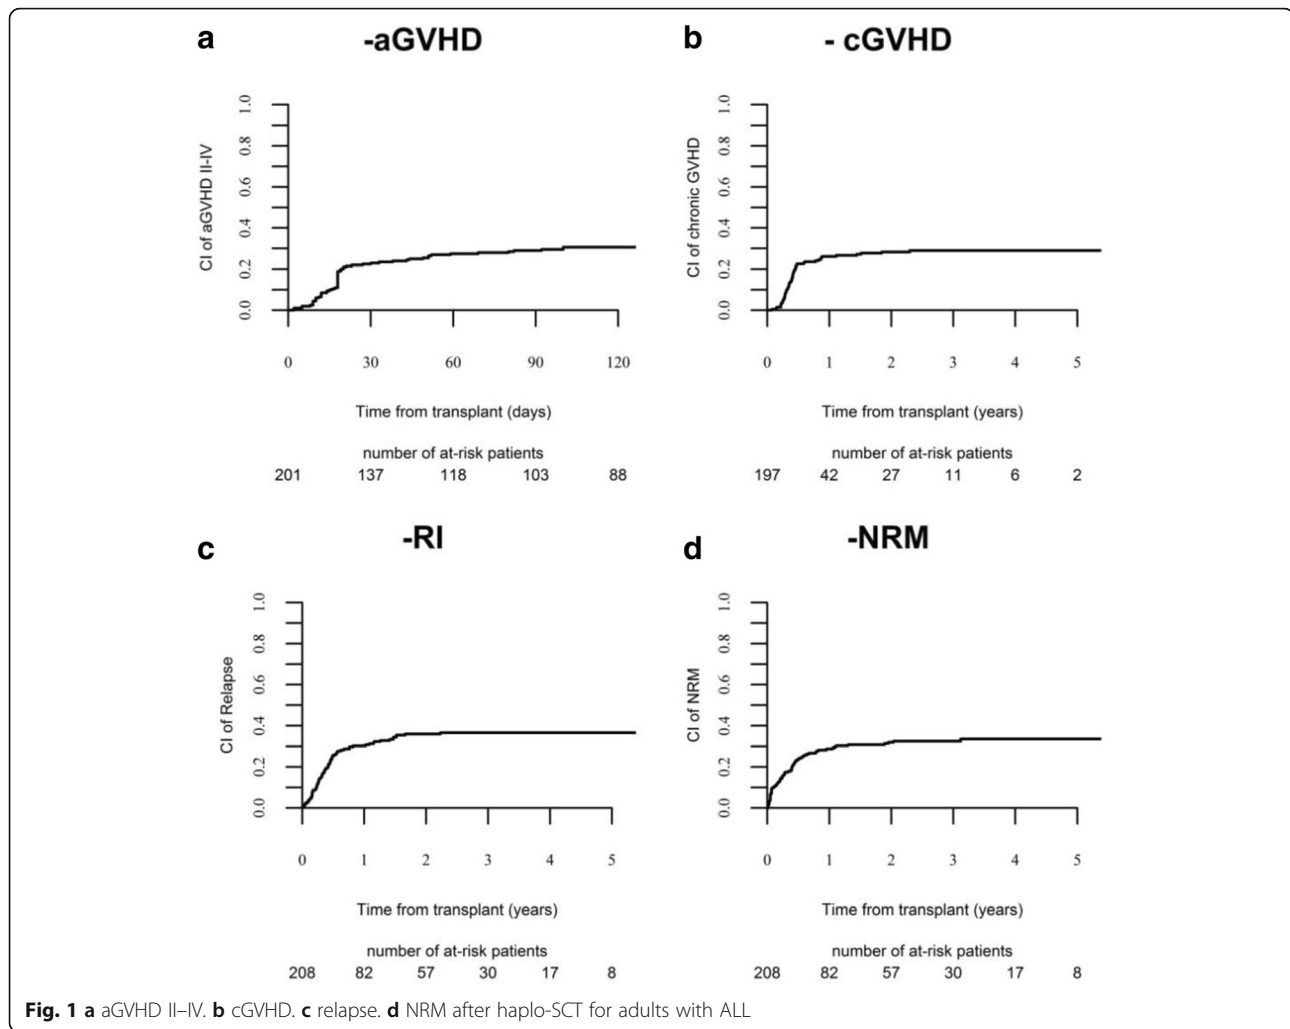 a
-aGVHD
CI of aGVHD II-IV
1.0
0.8
0.6
0.4
0.2
0.0
0 30 60 90 120
Time from transplant (days)
number of at-risk patients
201 137 118 103 88
b
- cGVHD
CI of chronic GVHD
1.0
0.8
0.6
0.4
0.2
0.0
0 1 2 3 4 5
Time from transplant (years)
number of at-risk patients
197 42 27 11 6 2
c
-RI
CI of Relapse
1.0
0.8
0.6
0.4
0.2
0.0
0 1 2 3 4 5
Time from transplant (years)
number of at-risk patients
208 82 57 30 17 8
d
-NRM
CI of NRM
1.0
0.8
0.6
0.4
0.2
0.0
0 1 2 3 4 5
Time from transplant (years)
number of at-risk patients
208 82 57 30 17 8
Fig. 1 a aGVHD II–IV. b cGVHD. c relapse. d NRM after haplo-SCT for adults with ALL